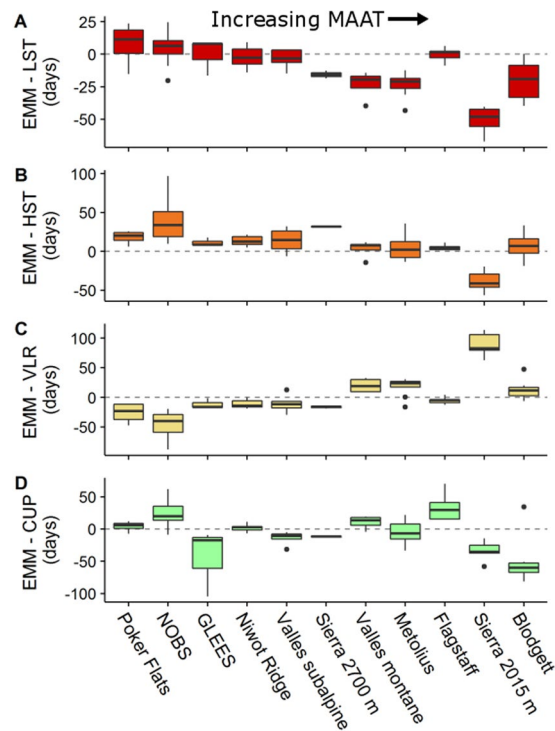 Increasing MAAT
A
EMM - LST
(days)
25
0
-25
-50
B
EMM - HST
(days)
100
50
0
-50
C
EMM - VLR
(days)
100
50
0
-50
D
EMM - CUP
(days)
50
0
-50
-100
Poker Flats
NOBS
GLEES
Niwot Ridge
Valles subalpine
Sierra 2700 m
Valles montane
Metolius
Flagstaff
Sierra 2015 m
Blodgett